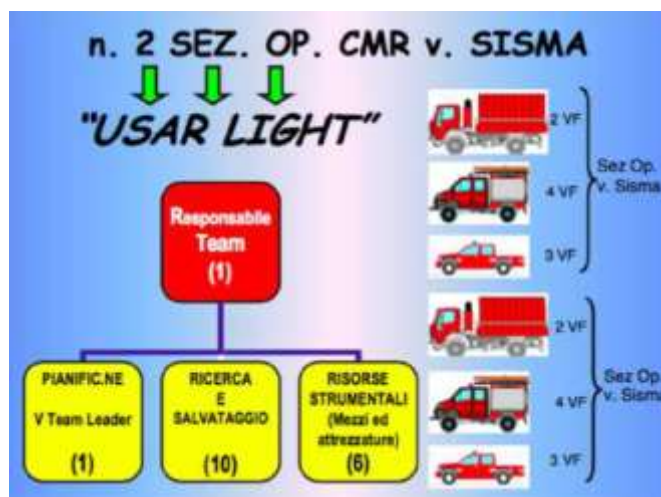 n. 2 SEZ. OP. CMR v. SISMA
"USAR LIGHT"
Responsabile
Team
(1)
PIANIFIC.NE
V Team Leader
(1)
RICERCA
E
SALVATAGGIO
(10)
RISORSE
STRUMENTALI
(Mezzi ed
attrezzature)
(6)
2 VF
4 VF
3 VF
Sez Op.
v. Sisma
2 VF
4 VF
3 VF
Sez Op.
v. Sisma